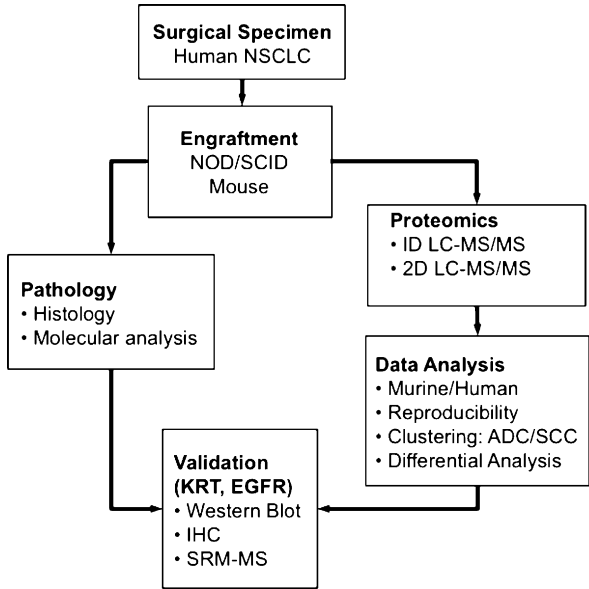 Surgical Specimen
Human NSCLC
Engraftment
NOD/SCID
Mouse
Proteomics
• ID LC-MS/MS
• 2D LC-MS/MS
Pathology
• Histology
• Molecular analysis
Data Analysis
• Murine/Human
• Reproducibility
• Clustering: ADC/SCC
• Differential Analysis
Validation
(KRT, EGFR)
• Western Blot
• IHC
• SRM-MS